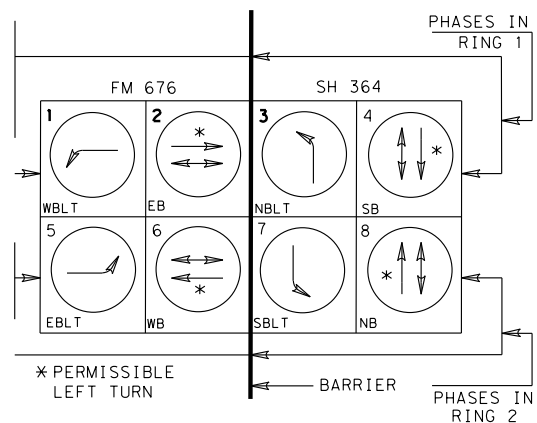 PHASES IN
RING 1
FM 676
SH 364
1
2
3
4
*
*
WBLT
EB
NBLT
SB
5
6
7
8
*
*
EBLT
WB
SBLT
NB
* PERMISSIBLE
LEFT TURN
BARRIER
PHASES IN
RING 2